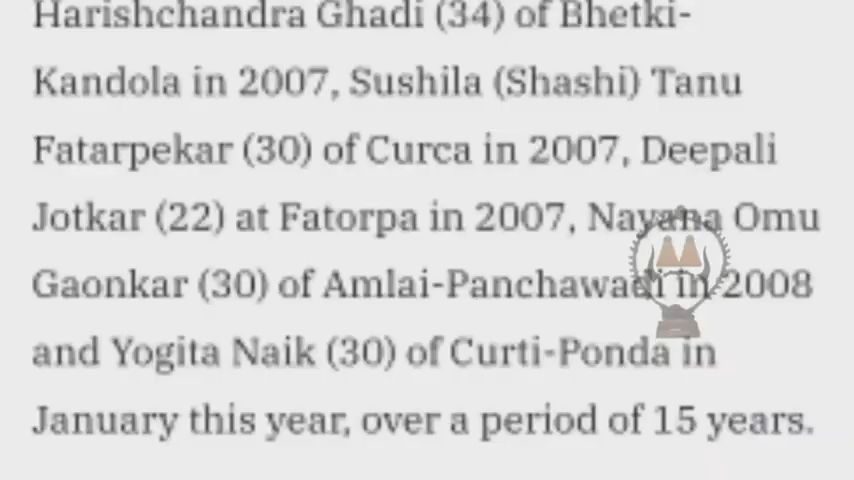 Harishchandra Ghadi (34) of Bhetki-
Kandola in 2007, Sushila (Shashi) Tanu
Fatarpekar (30) of Curca in 2007, Deepali
Jotkar (22) at Fatorpa in 2007, Nayana Omu
Gaonkar (30) of Amlai-Panchawadi in 2008
and Yogita Naik (30) of Curti-Ponda in
January this year, over a period of 15 years.